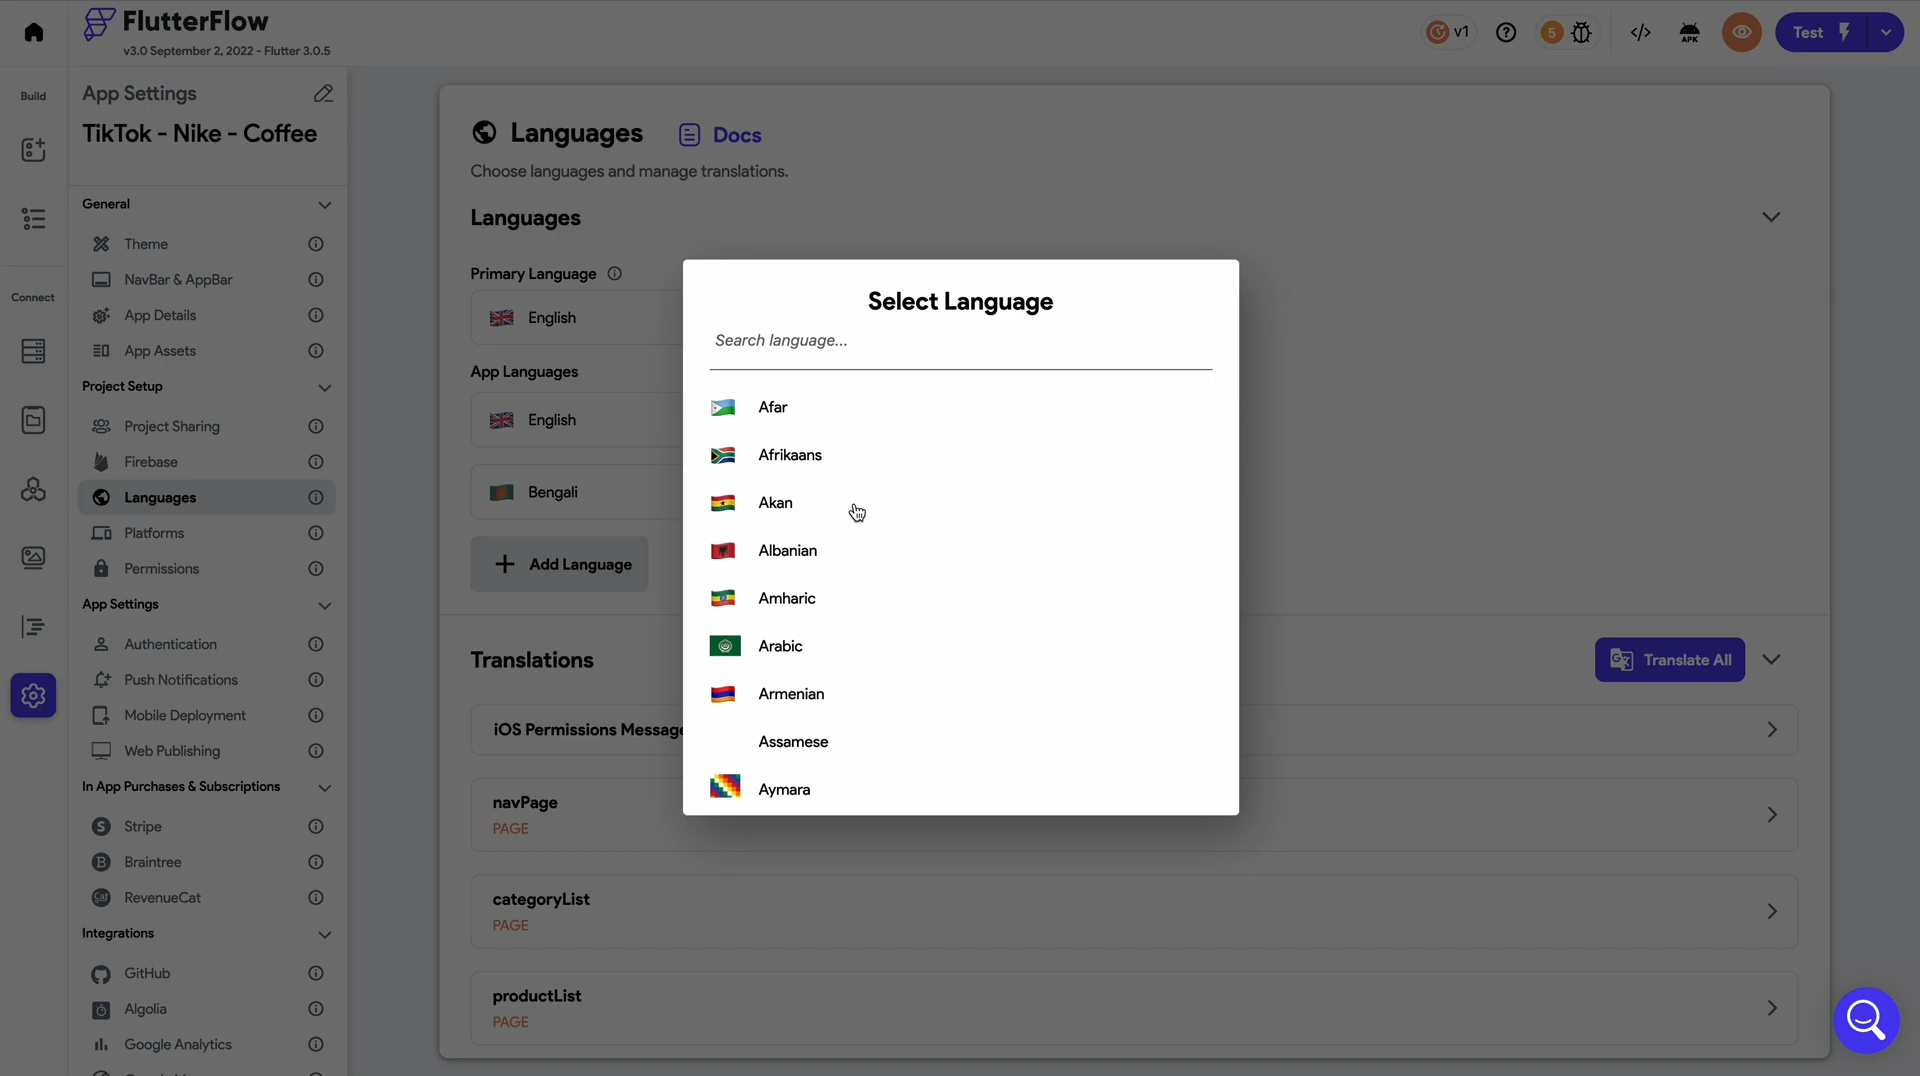 FlutterFlow
v3.0 September 2, 2022 - Flutter 3.0.5
v1
5
APK
Test
Build
Connect
App Settings
TikTok - Nike - Coffee
General
Theme
NavBar & AppBar
App Details
App Assets
Project Setup
Project Sharing
Firebase
Languages
Platforms
Permissions
App Settings
Authentication
Push Notifications
Mobile Deployment
Web Publishing
In App Purchases & Subscriptions
Stripe
Braintree
RevenueCat
Integrations
GitHub
Algolia
Google Analytics
Languages
Docs
Choose languages and manage translations.
Languages
Primary Language
English
App Languages
English
Bengali
Add Language
Select Language
Search language...
Afar
Afrikaans
Akan
Albanian
Amharic
Arabic
Armenian
Assamese
Aymara
Translations
Translate All
iOS Permissions Message
navPage
PAGE
categoryList
PAGE
productList
PAGE